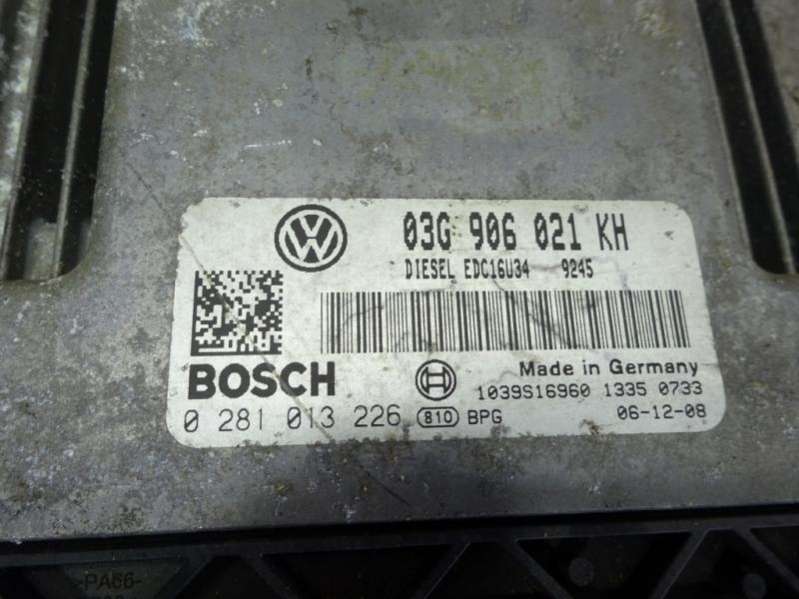 03G 906 021 KH
DIESEL EDC16U34 9245
BOSCH
Made in Germany
1039S16960 1335 0733
0 281 013 226 810 BPG 06-12-08
-PA66-